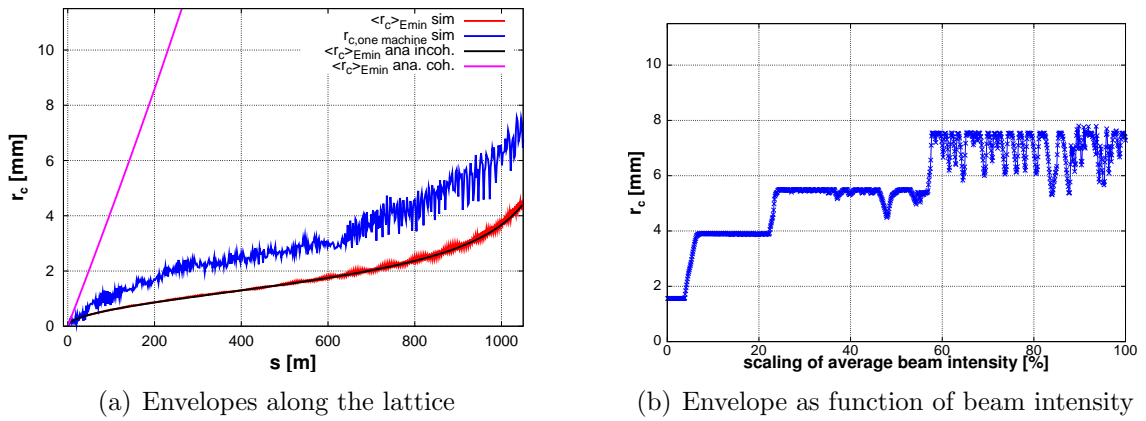 <r_c>_Emin sim
r_c,one machine sim
<r_c>_Emin ana incoh.
<r_c>_Emin ana. coh.
r_c [mm]
10
8
6
4
2
0
0 200 400 600 800 1000
s [m]
(a) Envelopes along the lattice
r_c [mm]
10
8
6
4
2
0
0 20 40 60 80 100
scaling of average beam intensity [%]
(b) Envelope as function of beam intensity